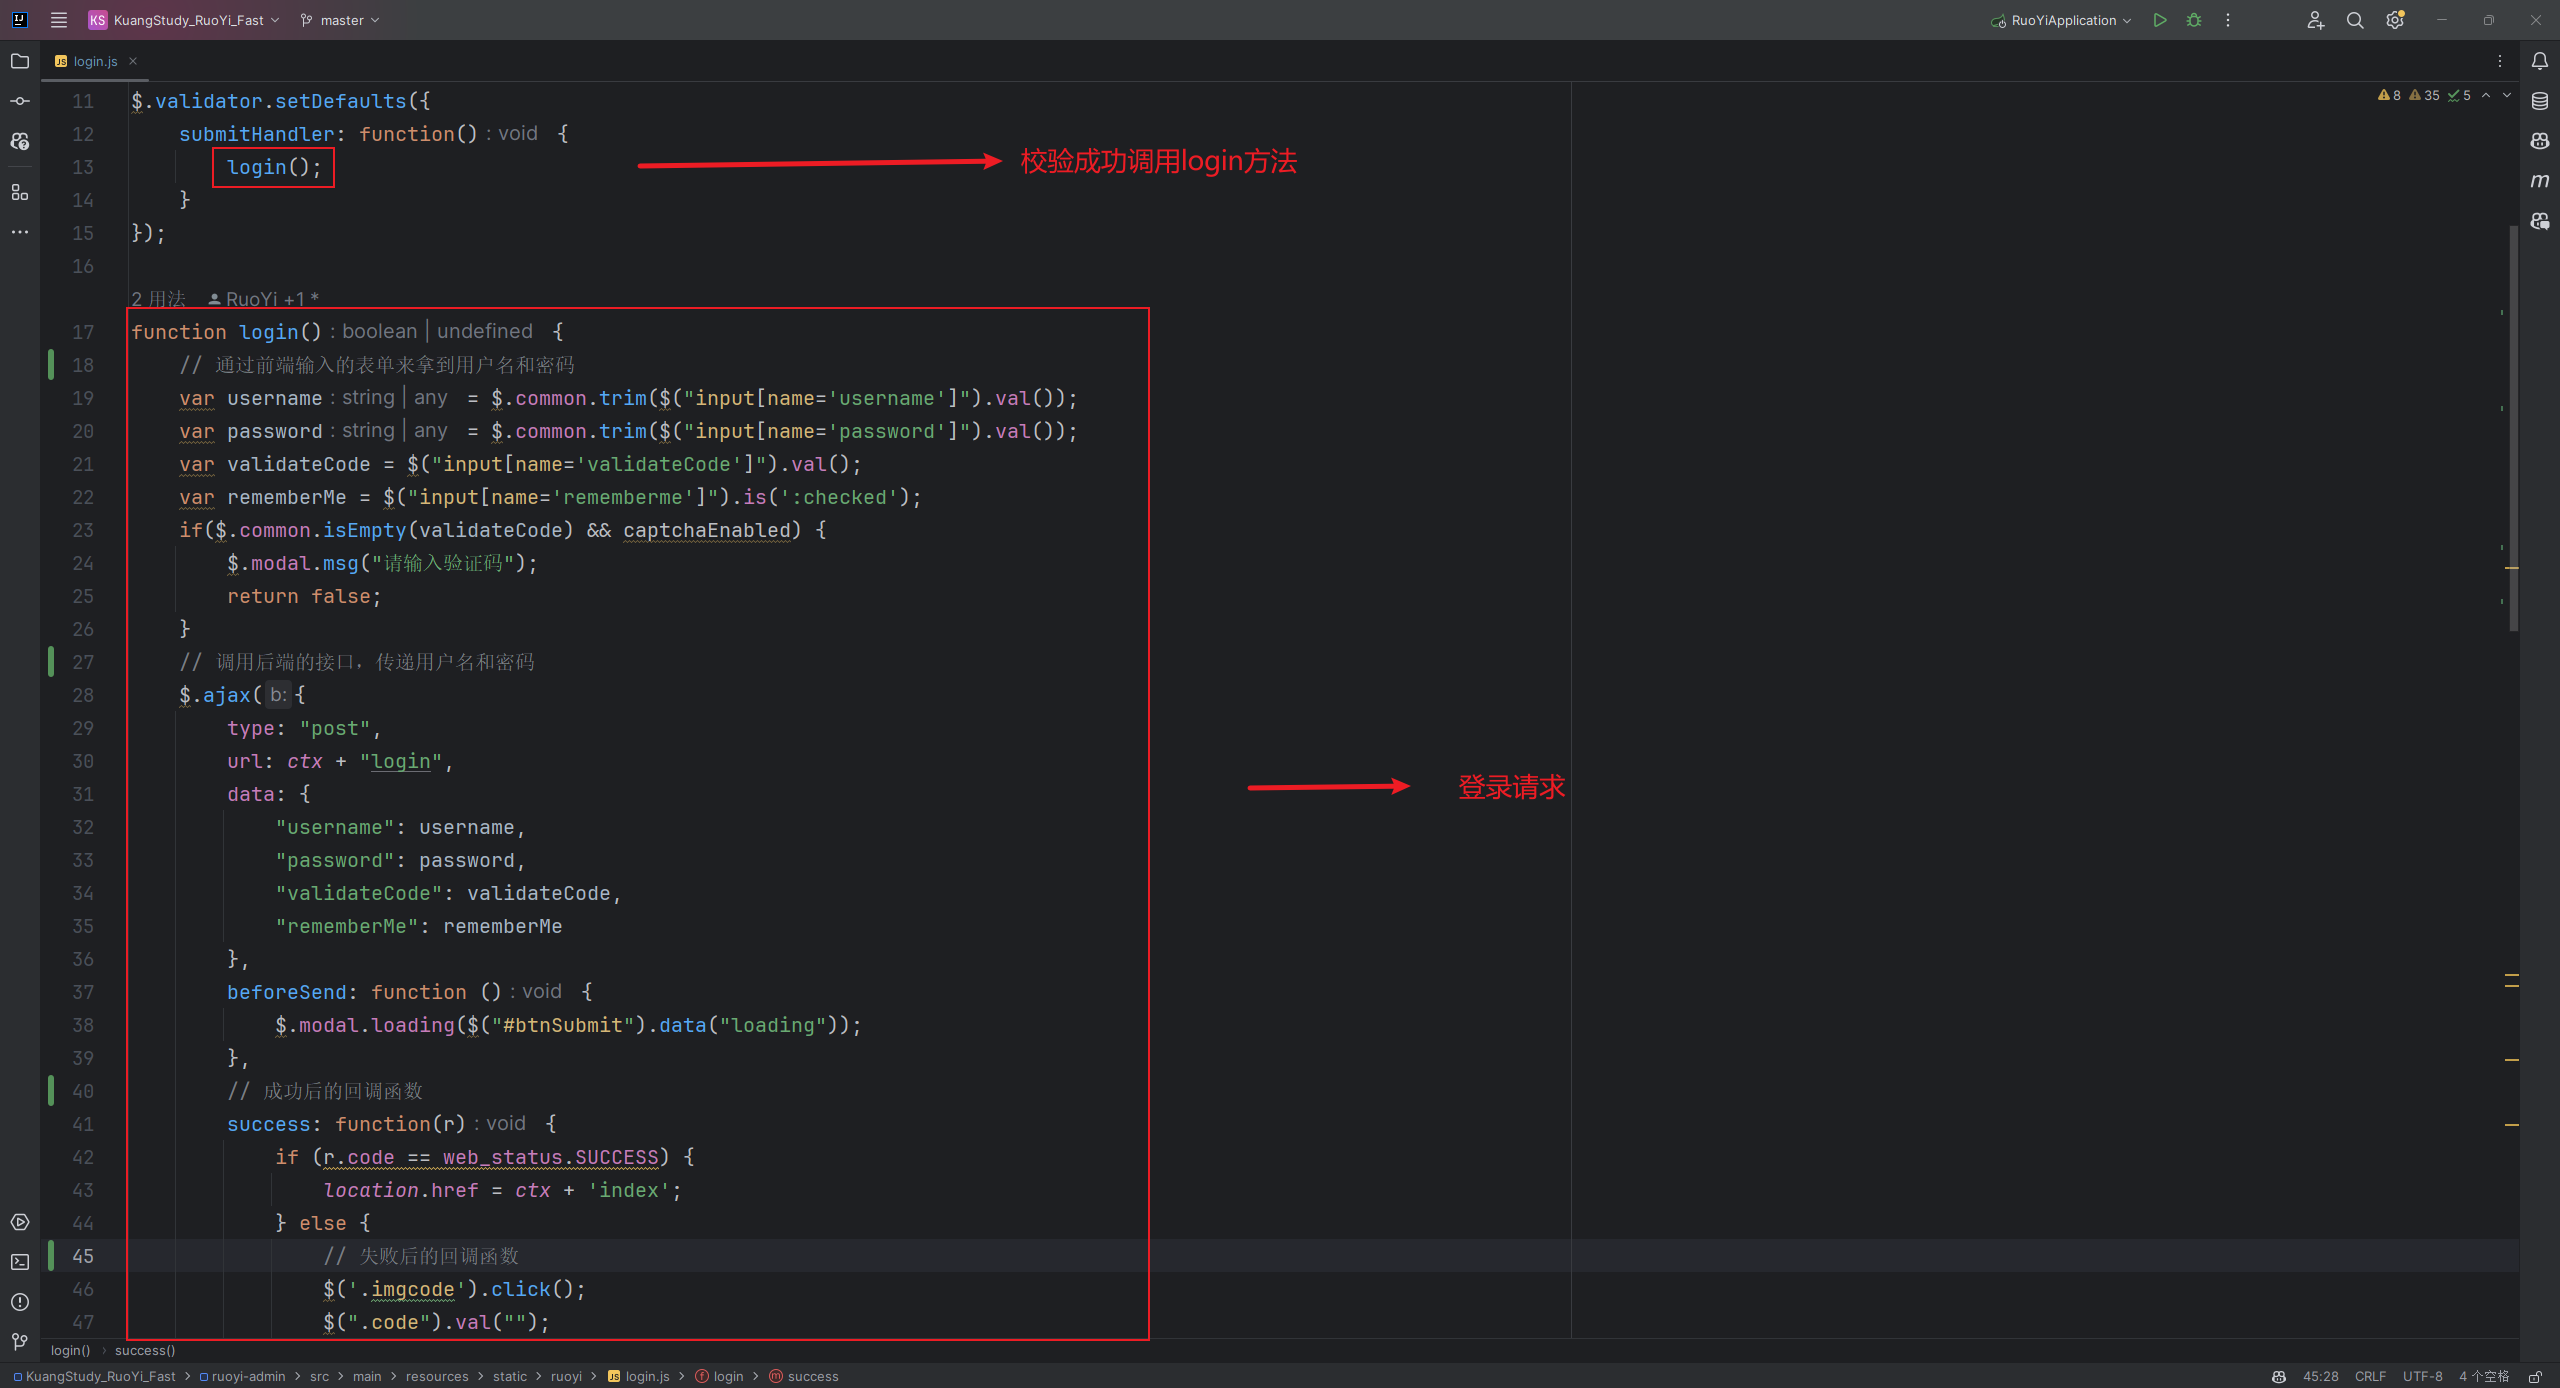 KS KuangStudy_RuoYi_Fast master RuoYiApplication
JS login.js
8 35 5
11 $.validator.setDefaults({
12 submitHandler: function() : void {
13 login(); 校验成功调用login方法
14 }
15 });
16
2 用法 RuoYi +1 *
17 function login() : boolean | undefined {
18 // 通过前端输入的表单来拿到用户名和密码
19 var username : string | any = $.common.trim($("input[name='username']").val());
20 var password : string | any = $.common.trim($("input[name='password']").val());
21 var validateCode = $("input[name='validateCode']").val();
22 var rememberMe = $("input[name='rememberme']").is(':checked');
23 if($.common.isEmpty(validateCode) && captchaEnabled) {
24 $.modal.msg("请输入验证码");
25 return false;
26 }
27 // 调用后端的接口，传递用户名和密码
28 $.ajax( b: {
29 type: "post",
30 url: ctx + "login",
登录请求
31 data: {
32 "username": username,
33 "password": password,
34 "validateCode": validateCode,
35 "rememberMe": rememberMe
36 },
37 beforeSend: function () : void {
38 $.modal.loading($("#btnSubmit").data("loading"));
39 },
40 // 成功后的回调函数
41 success: function(r) : void {
42 if (r.code == web_status.SUCCESS) {
43 location.href = ctx + 'index';
44 } else {
45 // 失败后的回调函数
46 $('.imgcode').click();
47 $(".code").val("");
login() › success()
KuangStudy_RuoYi_Fast › ruoyi-admin › src › main › resources › static › ruoyi › JS login.js › f login › m success 45:28 CRLF UTF-8 4 个空格